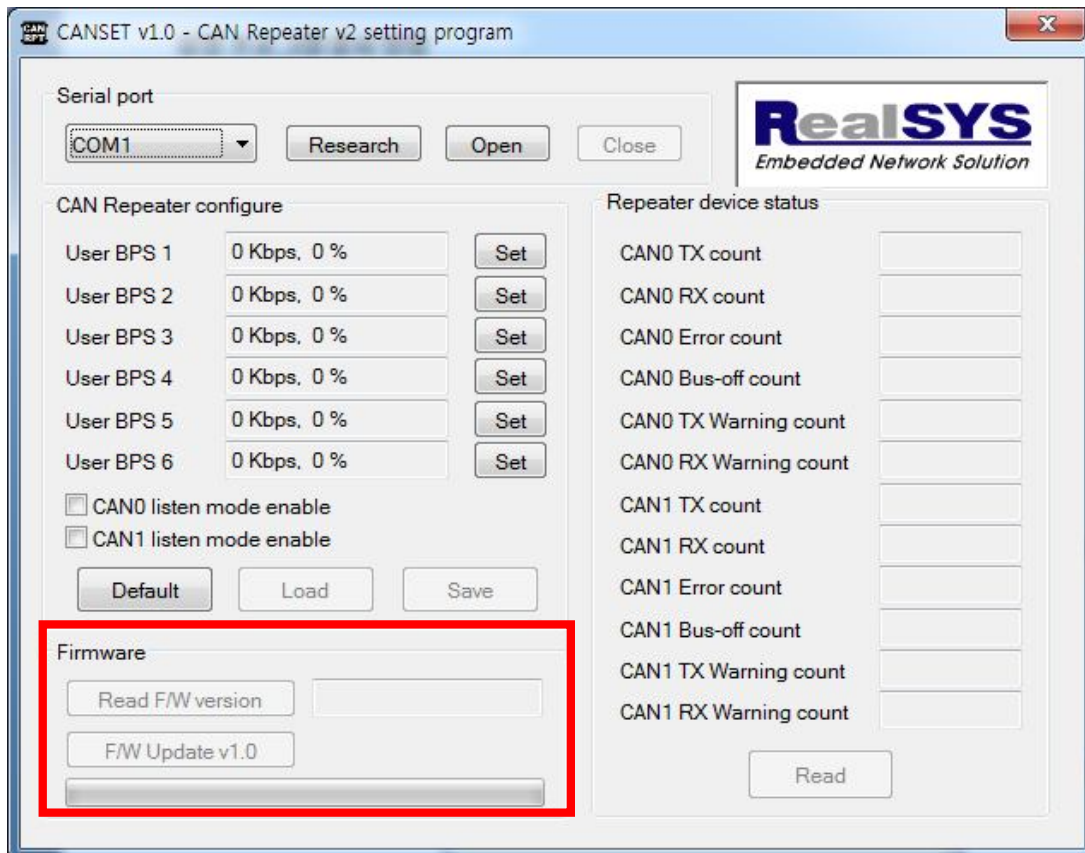 CAN
RPT
CANSET v1.0 - CAN Repeater v2 setting program
x
Serial port
COM1
Research
Open
Close
RealSYS
Embedded Network Solution
CAN Repeater configure
User BPS 1 0 Kbps, 0 % Set
User BPS 2 0 Kbps, 0 % Set
User BPS 3 0 Kbps, 0 % Set
User BPS 4 0 Kbps, 0 % Set
User BPS 5 0 Kbps, 0 % Set
User BPS 6 0 Kbps, 0 % Set
CAN0 listen mode enable
CAN1 listen mode enable
Default Load Save
Firmware
Read F/W version
F/W Update v1.0
Repeater device status
CAN0 TX count
CAN0 RX count
CAN0 Error count
CAN0 Bus-off count
CAN0 TX Warning count
CAN0 RX Warning count
CAN1 TX count
CAN1 RX count
CAN1 Error count
CAN1 Bus-off count
CAN1 TX Warning count
CAN1 RX Warning count
Read